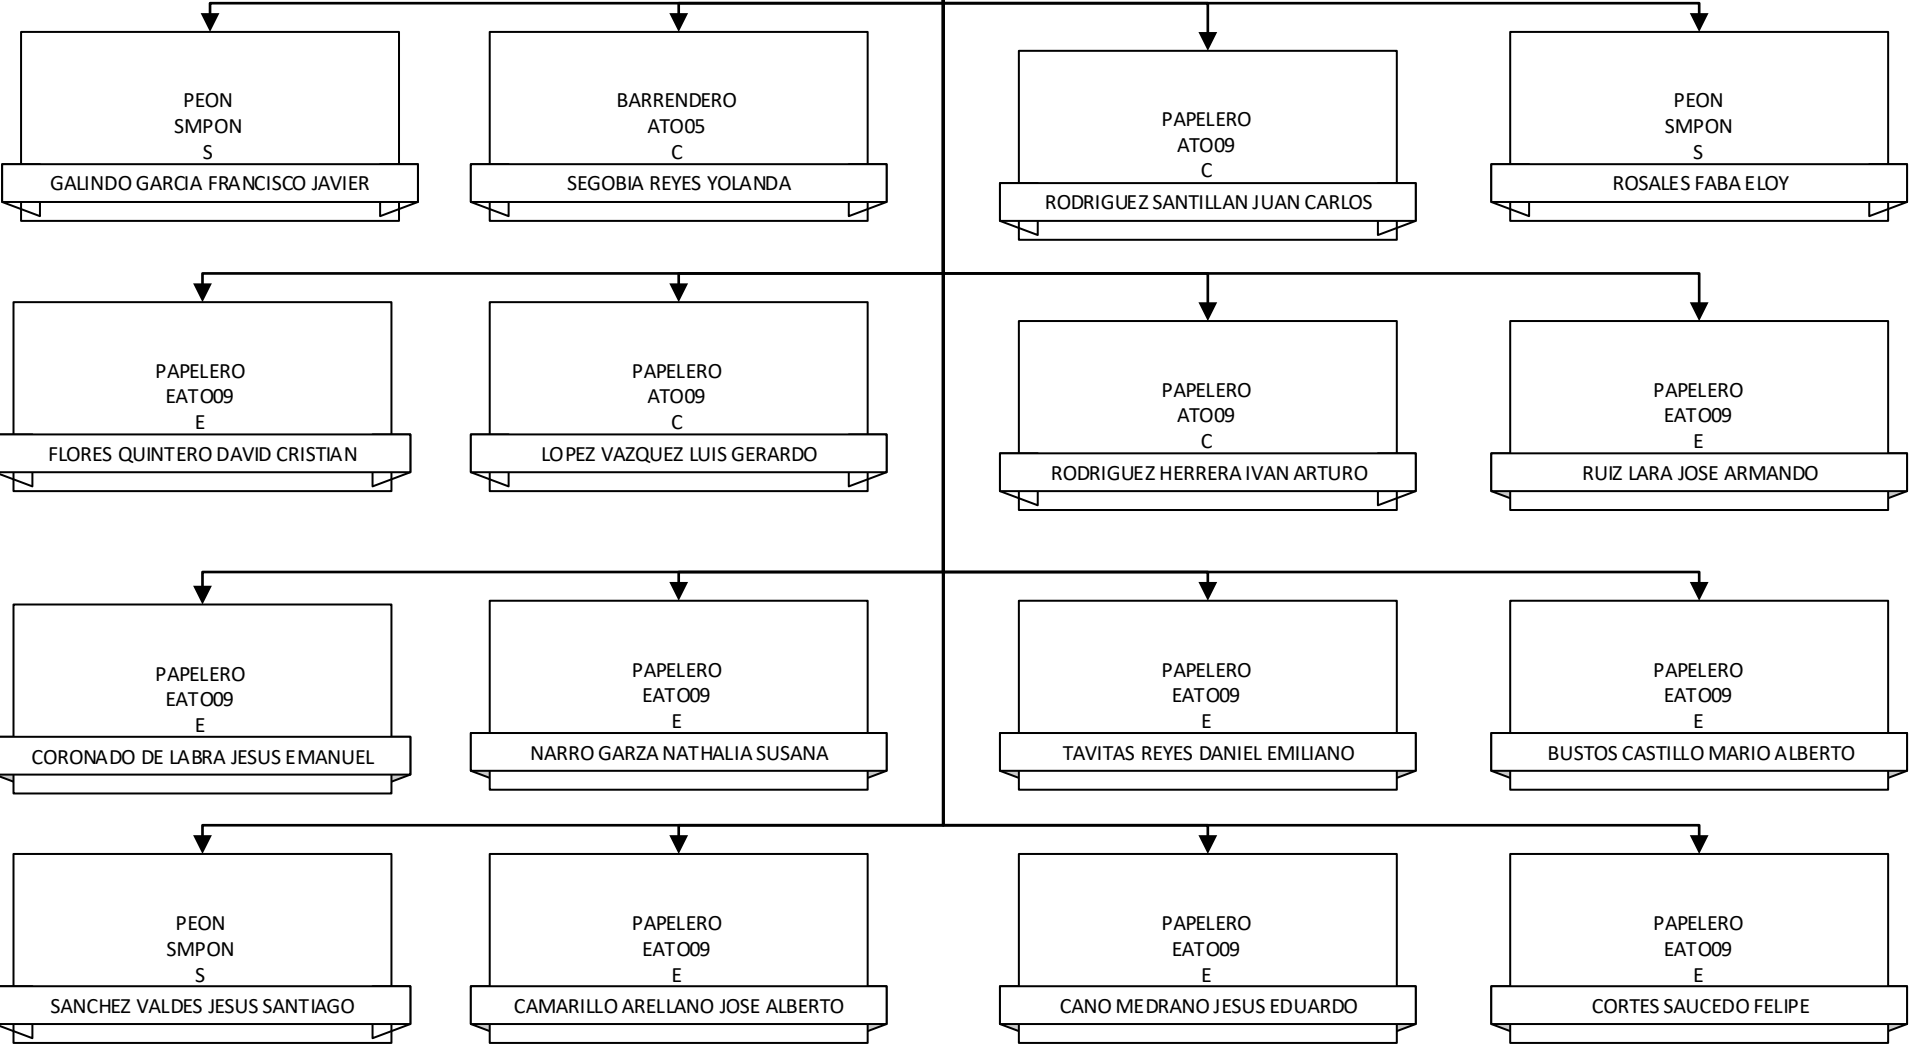 PEON
SMPON
S
GALINDO GARCIA FRANCISCO JAVIER
BARRENDERO
ATO05
C
SEGOBIA REYES YOLANDA
PAPELERO
ATO09
C
RODRIGUEZ SANTILLAN JUAN CARLOS
PEON
SMPON
S
ROSALES FABA ELOY
PAPELERO
EATO09
E
FLORES QUINTERO DAVID CRISTIAN
PAPELERO
ATO09
C
LOPEZ VAZQUEZ LUIS GERARDO
PAPELERO
ATO09
C
RODRIGUEZ HERRERA IVAN ARTURO
PAPELERO
EATO09
E
RUIZ LARA JOSE ARMANDO
PAPELERO
EATO09
E
CORONADO DE LABRA JESUS EMANUEL
PAPELERO
EATO09
E
NARRO GARZA NATHALIA SUSANA
PAPELERO
EATO09
E
TAVITAS REYES DANIEL EMILIANO
PAPELERO
EATO09
E
BUSTOS CASTILLO MARIO ALBERTO
PEON
SMPON
S
SANCHEZ VALDES JESUS SANTIAGO
PAPELERO
EATO09
E
CAMARILLO ARELLANO JOSE ALBERTO
PAPELERO
EATO09
E
CANO MEDRANO JESUS EDUARDO
PAPELERO
EATO09
E
CORTES SAUCEDO FELIPE